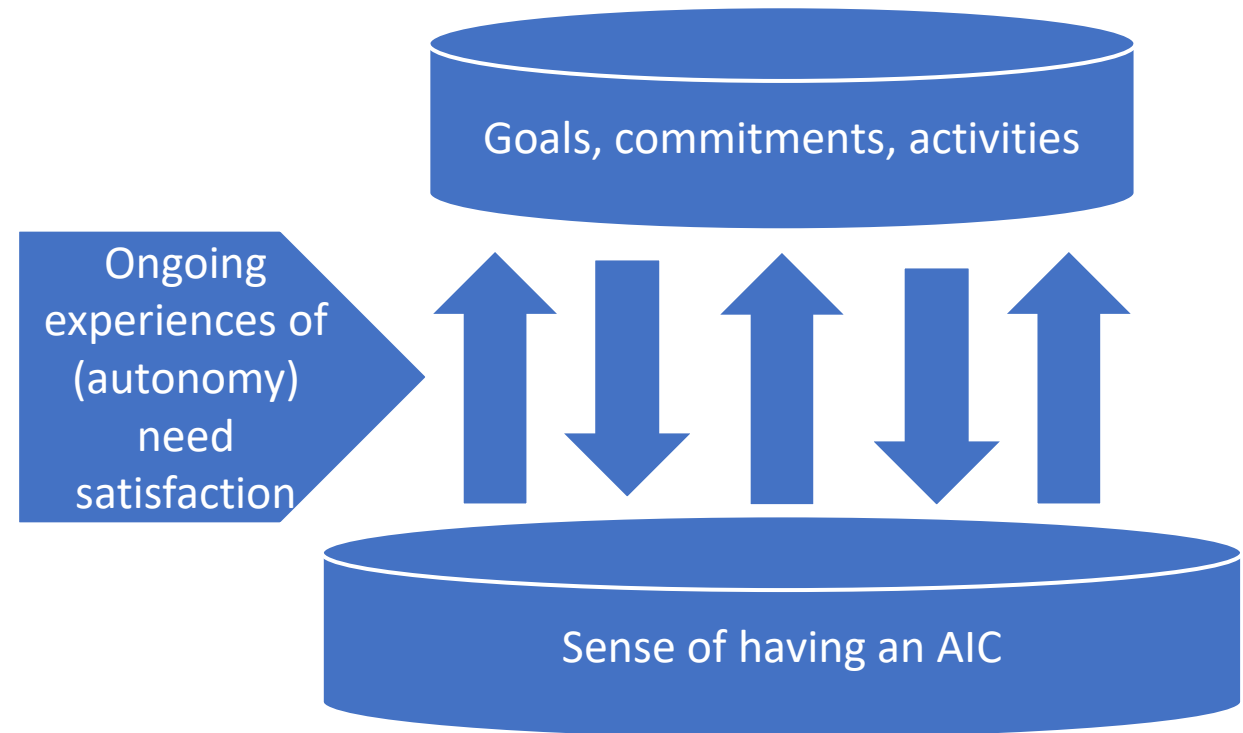 Goals, commitments, activities
Ongoing
experiences of
(autonomy)
need
satisfaction
Sense of having an AIC